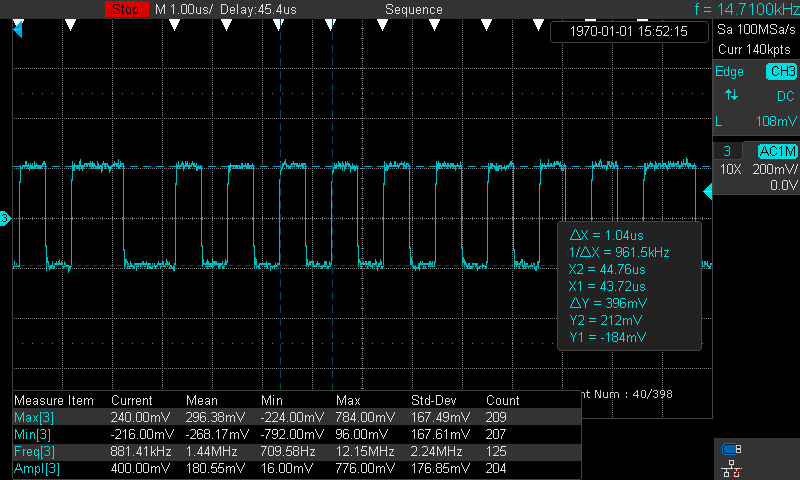 Stop M 1.00us/ Delay:45.4us Sequence f = 14.7100kHz
1970-01-01 15:52:15
Sa 100MSa/s
Curr 140kpts
Edge CH3
DC
L 108mV
3 AC1M
10X 200mV/
0.0V
3
ΔX = 1.04us
1/ΔX = 961.5kHz
X2 = 44.76us
X1 = 43.72us
ΔY = 396mV
Y2 = 212mV
Y1 = -184mV
nt Num : 40/398
Measure Item Current Mean Min Max Std-Dev Count
Max[3] 240.00mV 296.38mV -224.00mV 784.00mV 167.49mV 209
Min[3] -216.00mV -268.17mV -792.00mV 96.00mV 167.61mV 207
Freq[3] 881.41kHz 1.44MHz 709.58Hz 12.15MHz 2.24MHz 125
Ampl[3] 400.00mV 180.55mV 16.00mV 776.00mV 176.85mV 204